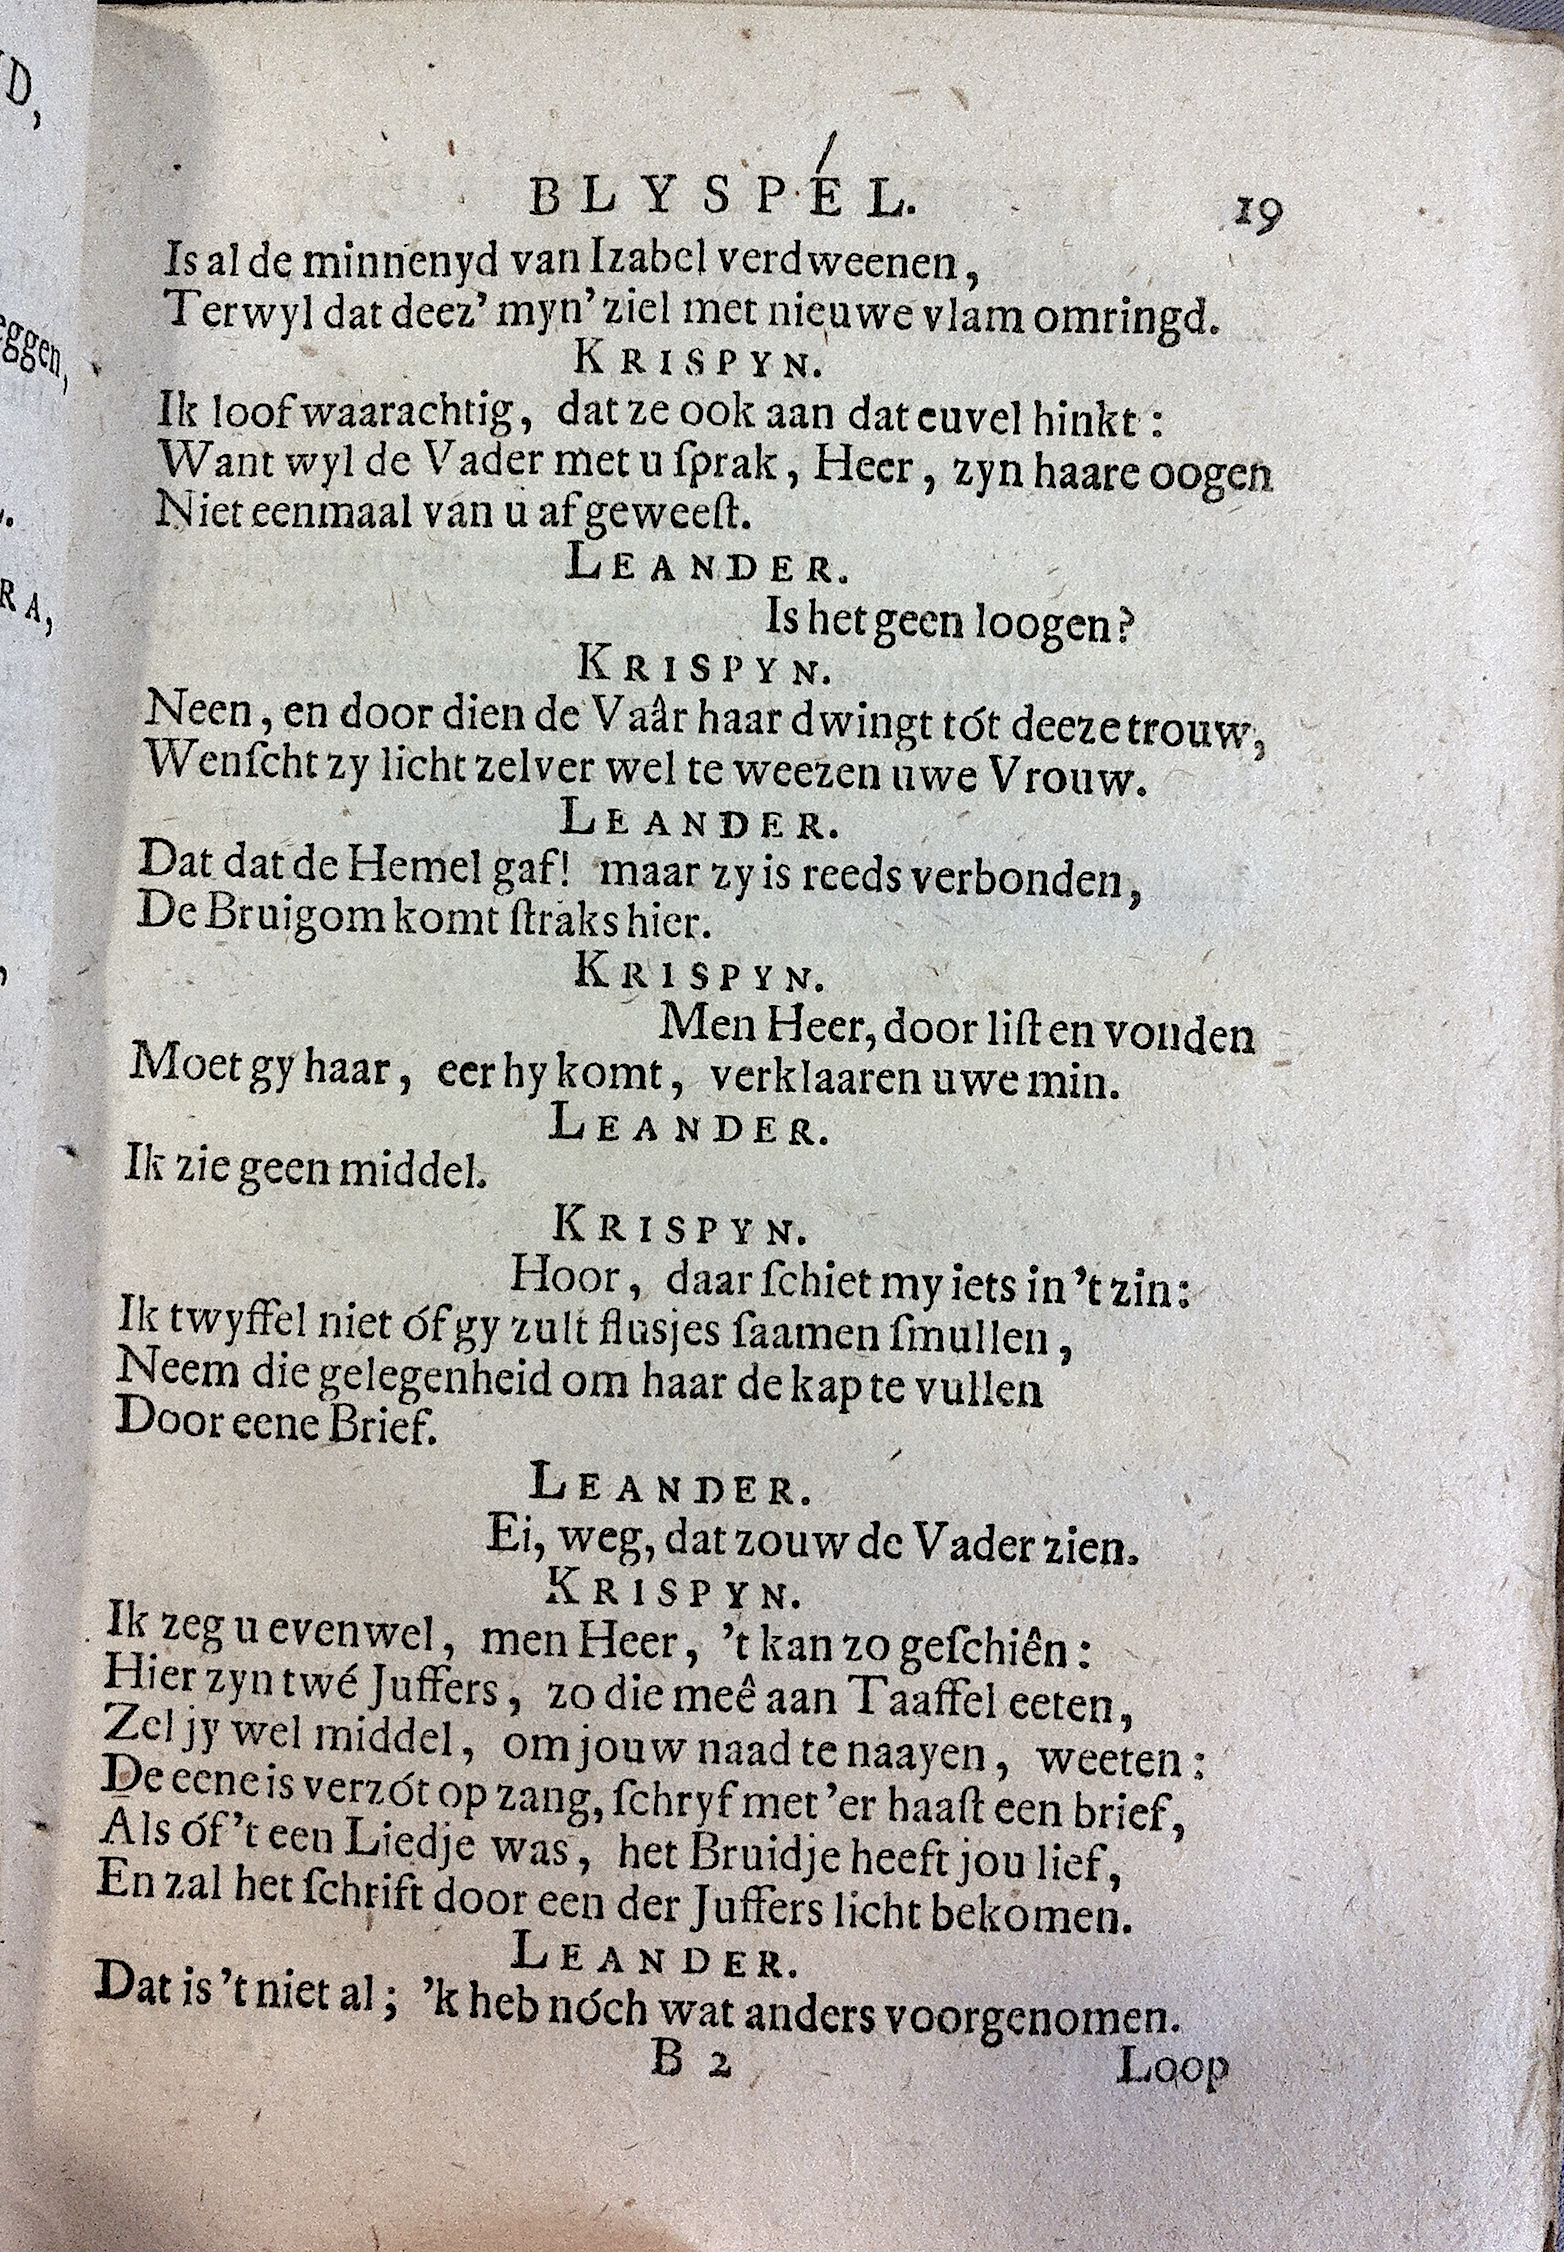 BLYSPÉL. 19
Is al de minnenyd van Izabel verdweenen,
Terwyl dat deez' myn' ziel met nieuwe vlam omringd.
KRISPYN.
Ik loof waarachtig, dat ze ook aan dat euvel hinkt:
Want wyl de Vader met u ſprak, Heer, zyn haare oogen
Niet eenmaal van u af geweeſt.
LEANDER.
Is het geen loogen?
KRISPYN.
Neen, en door dien de Vaâr haar dwingt tót deeze trouw,
Wenſcht zy licht zelver wel te weezen uwe Vrouw.
LEANDER.
Dat dat de Hemel gaf! maar zy is reeds verbonden,
De Bruigom komt ſtraks hier.
KRISPYN.
Men Heer, door liſt en vonden
Moet gy haar, eer hy komt, verklaaren uwe min.
LEANDER.
Ik zie geen middel.
KRISPYN.
Hoor, daar ſchiet my iets in 't zin:
Ik twyffel niet óf gy zult fluſjes ſaamen ſmullen,
Neem die gelegenheid om haar de kap te vullen
Door eene Brief.
LEANDER.
Ei, weg, dat zouw de Vader zien.
KRISPYN.
Ik zeg u evenwel, men Heer, 't kan zo geſchiên:
Hier zyn twé Juffers, zo die meê aan Taaffel eeten,
Zel jy wel middel, om jouw naad te naayen, weeten:
De eene is verzót op zang, ſchryf met 'er haaſt een brief,
Als óf 't een Liedje was, het Bruidje heeft jou lief,
En zal het ſchrift door een der Juffers licht bekomen.
LEANDER.
Dat is 't niet al; 'k heb nóch wat anders voorgenomen.
B 2 Loop